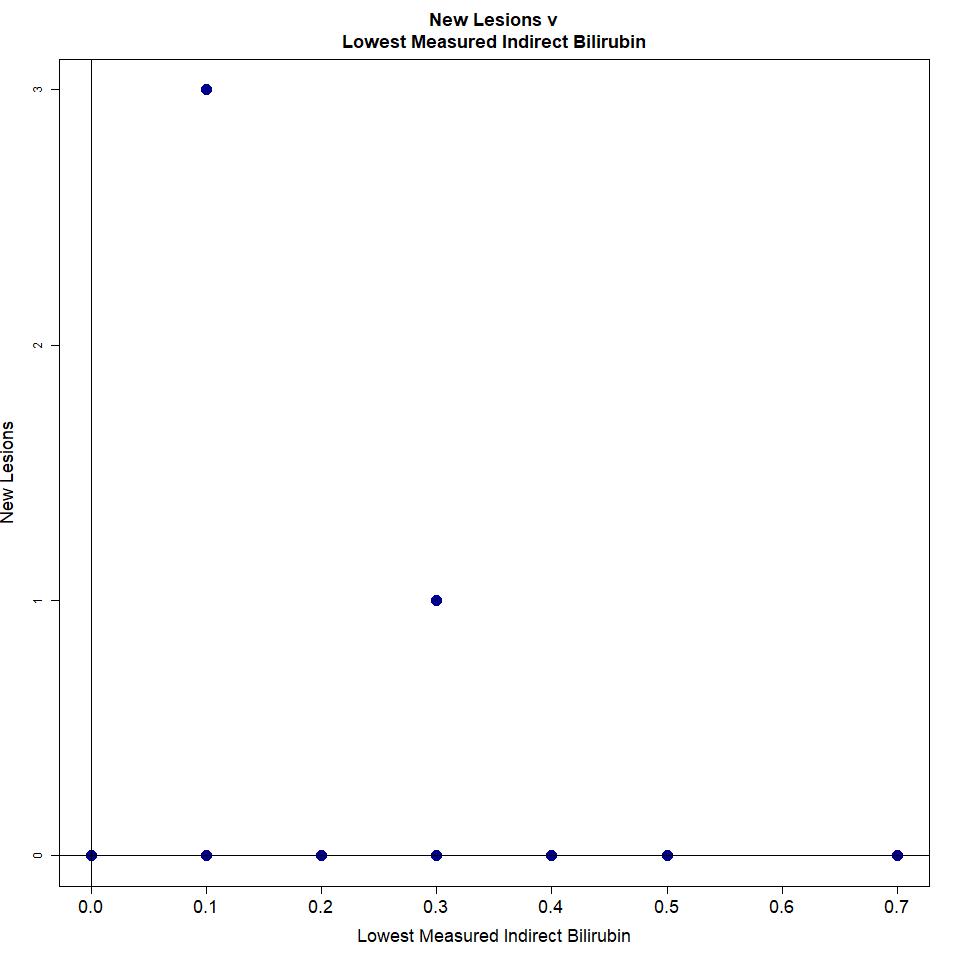 New Lesions v
Lowest Measured Indirect Bilirubin
3
2
1
0
New Lesions
0.0 0.1 0.2 0.3 0.4 0.5 0.6 0.7
Lowest Measured Indirect Bilirubin